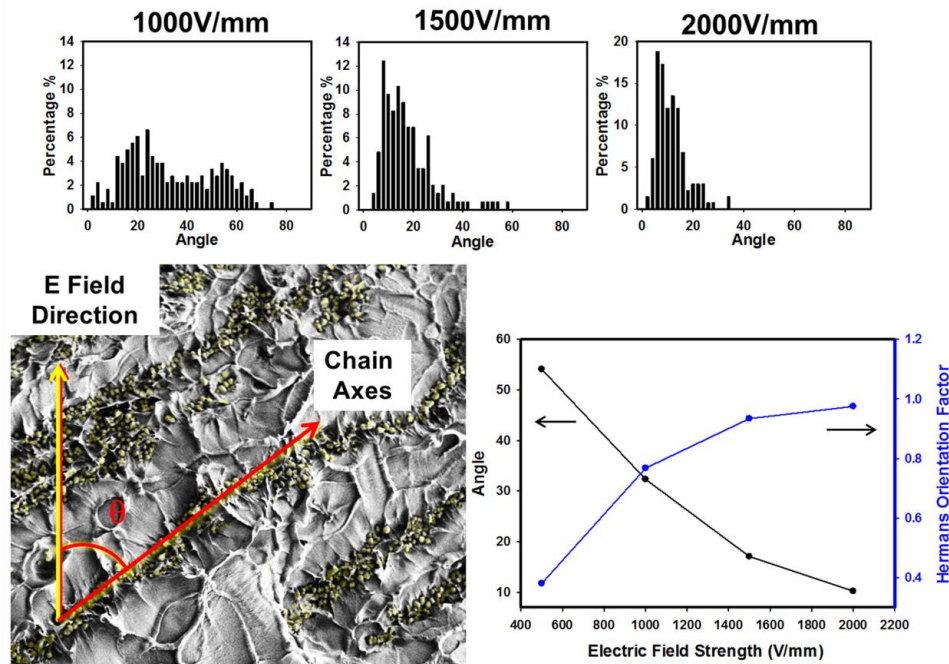 1000V/mm
1500V/mm
2000V/mm
Percentage %
14
12
10
8
6
4
2
0
0 20 40 60 80
Angle
Percentage %
14
12
10
8
6
4
2
0
0 20 40 60 80
Angle
Percentage %
20
15
10
5
0
0 20 40 60 80
Angle
E Field
Direction
Chain
Axes
θ
Angle
60
50
40
30
20
10
1.2
1.0
0.8
0.6
0.4
Hermans Orientation Factor
400 600 800 1000 1200 1400 1600 1800 2000 2200
Electric Field Strength (V/mm)